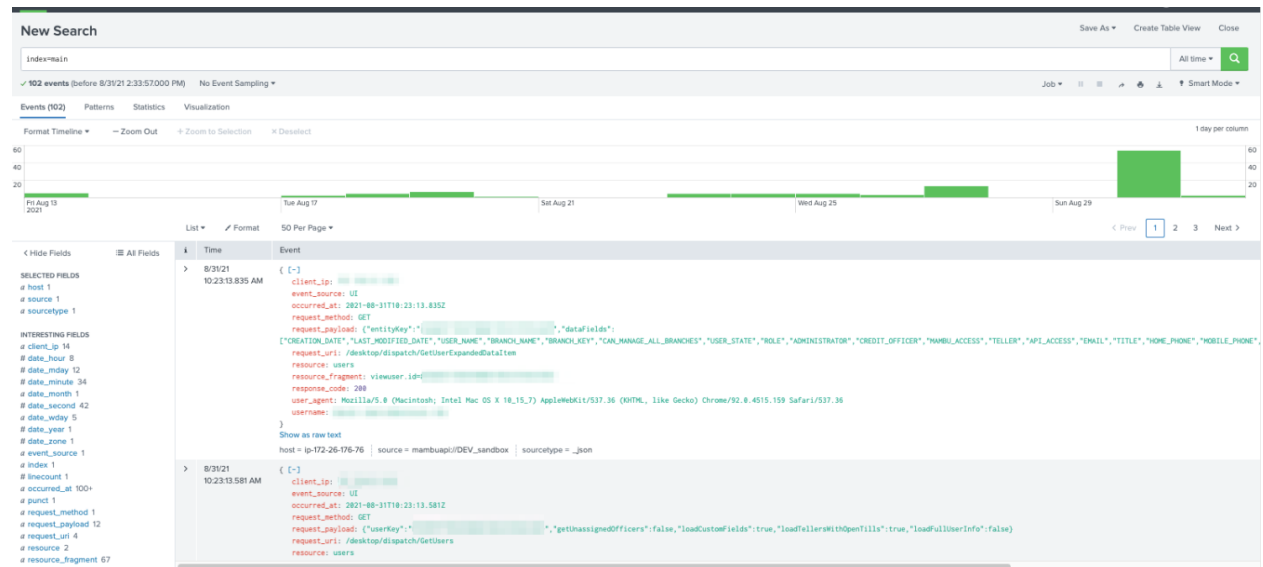 New Search
Save As ▾ Create Table View Close
index=main
All time ▾
✓ 102 events (before 8/31/21 2:33:57.000 PM) No Event Sampling ▾
Job ▾ Smart Mode ▾
Events (102) Patterns Statistics Visualization
Format Timeline ▾ — Zoom Out + Zoom to Selection × Deselect
1 day per column
60 60
40 40
20 20
Fri Aug 13 Tue Aug 17 Sat Aug 21 Wed Aug 25 Sun Aug 29
2021
List ▾ Format 50 Per Page ▾
< Prev 1 2 3 Next >
< Hide Fields All Fields
i Time Event
SELECTED FIELDS
a host 1
a source 1
a sourcetype 1
INTERESTING FIELDS
a client_ip 14
# date_hour 8
# date_mday 12
# date_minute 34
a date_month 1
# date_second 42
a date_wday 5
# date_year 1
# date_zone 1
a event_source 1
a index 1
# linecount 1
a occurred_at 100+
a punct 1
a request_method 1
a request_payload 12
a request_uri 4
a resource 2
a resource_fragment 67
> 8/31/21
10:23:13.835 AM
{ [-]
client_ip:
event_source: UI
occurred_at: 2021-08-31T10:23:13.835Z
request_method: GET
request_payload: {"entityKey":" ","dataFields":
["CREATION_DATE","LAST_MODIFIED_DATE","USER_NAME","BRANCH_NAME","BRANCH_KEY","CAN_MANAGE_ALL_BRANCHES","USER_STATE","ROLE","ADMINISTRATOR","CREDIT_OFFICER","MAMBU_ACCESS","TELLER","API_ACCESS","EMAIL","TITLE","HOME_PHONE","MOBILE_PHONE",
request_uri: /desktop/dispatch/GetUserExpandedDataItem
resource: users
resource_fragment: viewuser.id=
response_code: 200
user_agent: Mozilla/5.0 (Macintosh; Intel Mac OS X 10_15_7) AppleWebKit/537.36 (KHTML, like Gecko) Chrome/92.0.4515.159 Safari/537.36
username:
}
Show as raw text
host = ip-172-26-176-76 source = mambuapi://DEV_sandbox sourcetype = _json
> 8/31/21
10:23:13.581 AM
{ [-]
client_ip:
event_source: UI
occurred_at: 2021-08-31T10:23:13.581Z
request_method: GET
request_payload: {"userKey":" ","getUnassignedOfficers":false,"loadCustomFields":true,"loadTellersWithOpenTills":true,"loadFullUserInfo":false}
request_uri: /desktop/dispatch/GetUsers
resource: users